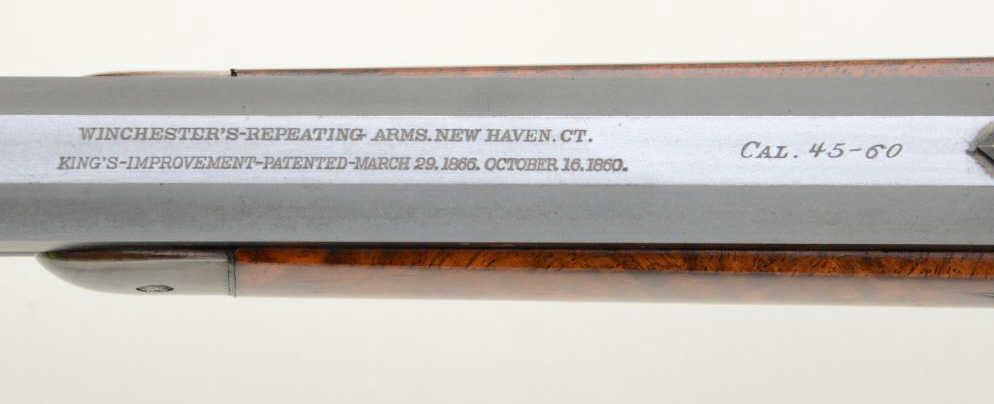 WINCHESTER'S-REPEATING ARMS. NEW HAVEN. CT.
KING'S-IMPROVEMENT-PATENTED-MARCH 29. 1866. OCTOBER 16. 1860.
CAL. 45-60